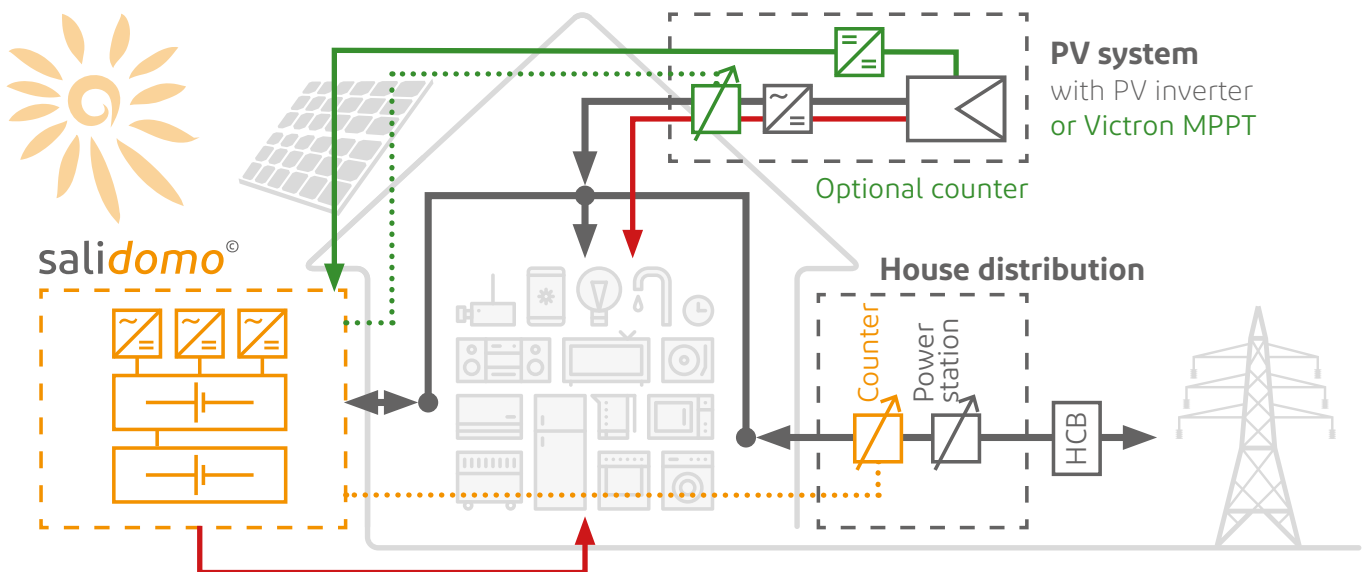 PV system
with PV inverter
or Victron MPPT
Optional counter
salidomo©
House distribution
Counter
Power
station
HCB